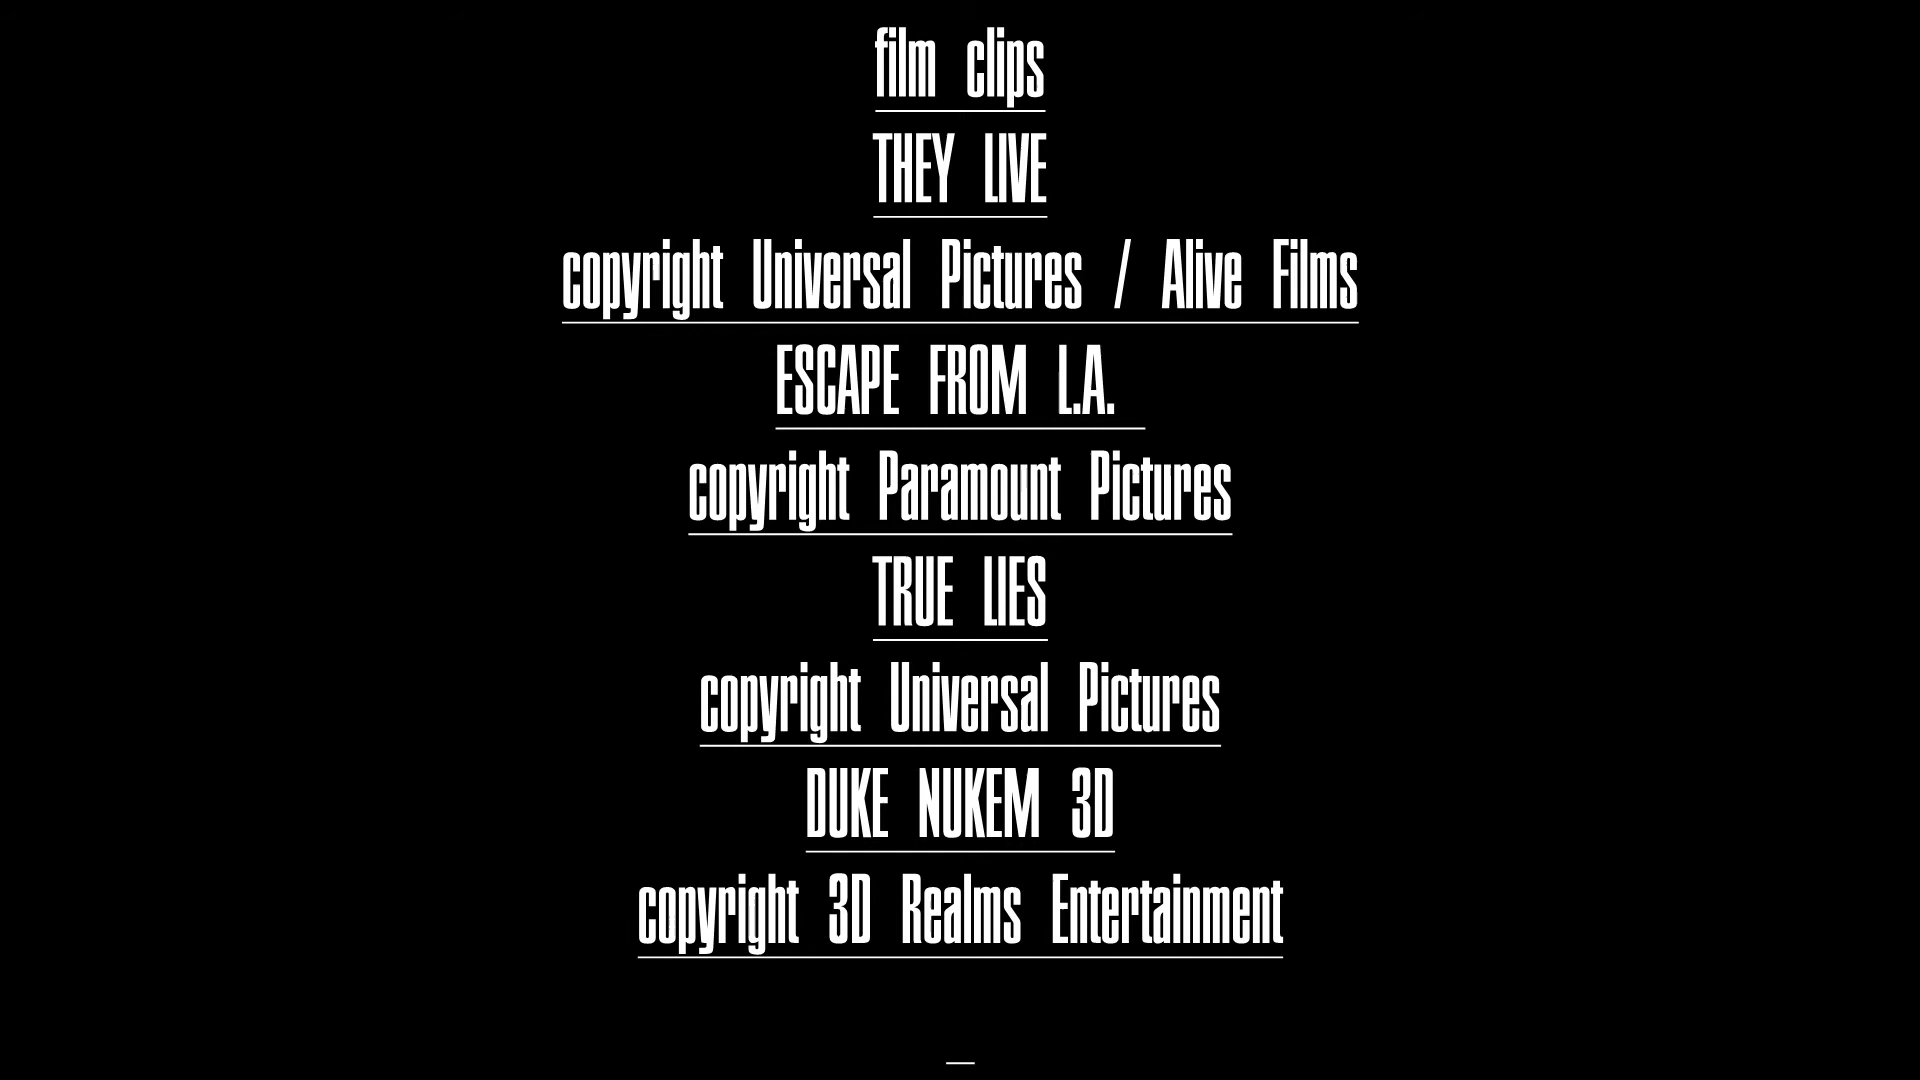 film clips
THEY LIVE
copyright Universal Pictures / Alive Films
ESCAPE FROM L.A.
copyright Paramount Pictures
TRUE LIES
copyright Universal Pictures
DUKE NUKEM 3D
copyright 3D Realms Entertainment